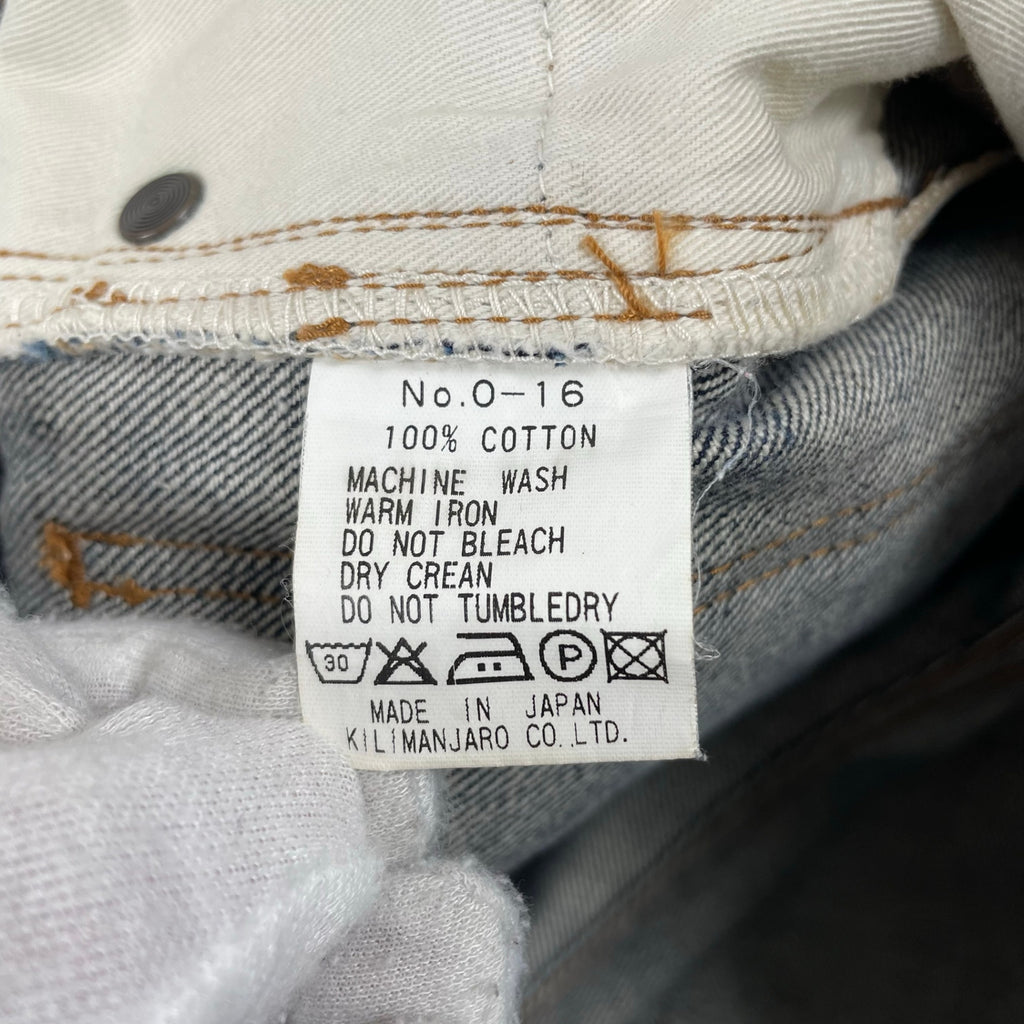 No.0-16
100% COTTON
MACHINE WASH
WARM IRON
DO NOT BLEACH
DRY CREAN
DO NOT TUMBLEDRY
30 P
MADE IN JAPAN
KILIMANJARO CO.,LTD.